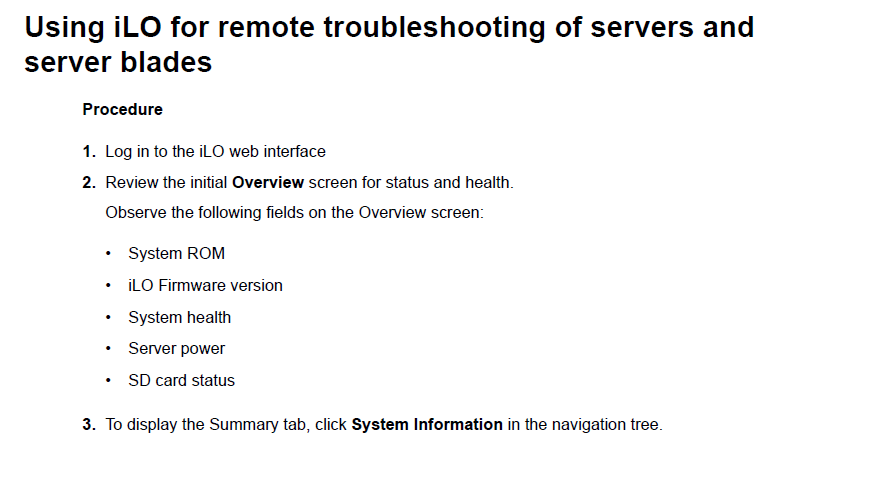 Using iLO for remote troubleshooting of servers and
server blades
Procedure
1. Log in to the iLO web interface
2. Review the initial Overview screen for status and health.
Observe the following fields on the Overview screen:
• System ROM
• iLO Firmware version
• System health
• Server power
• SD card status
3. To display the Summary tab, click System Information in the navigation tree.